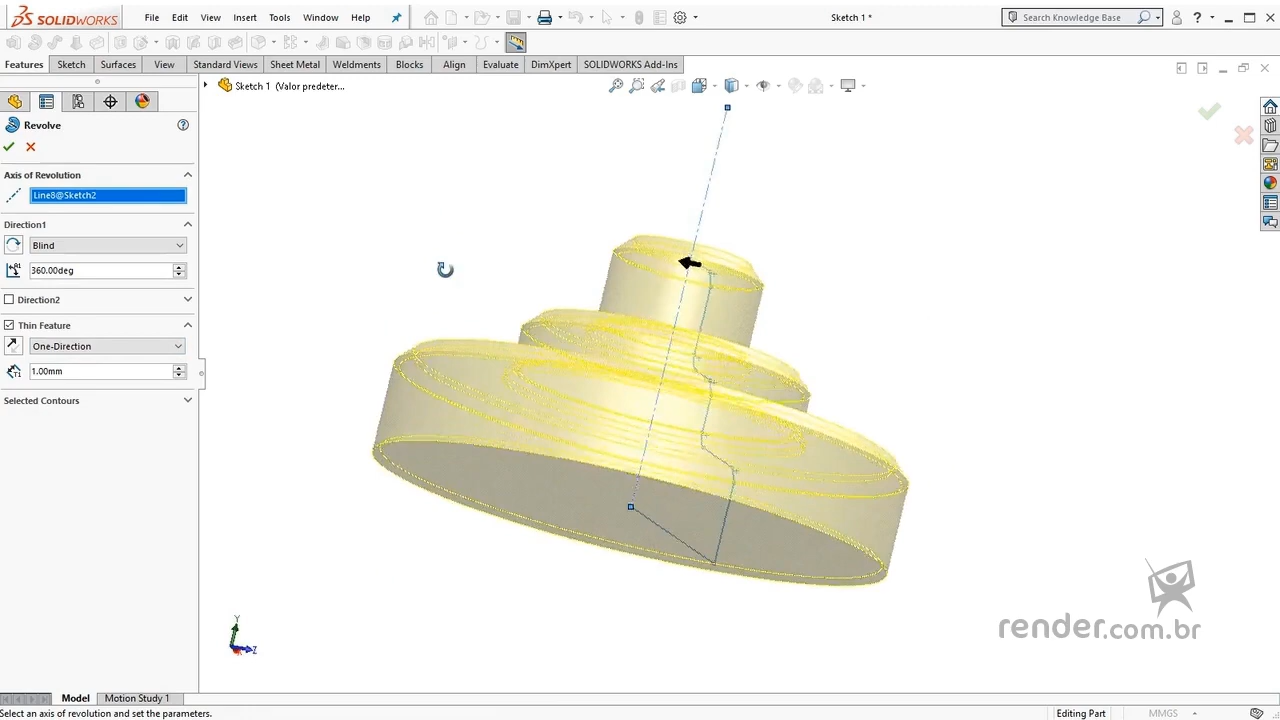 SOLIDWORKS File Edit View Insert Tools Window Help Sketch 1 * Search Knowledge Base ?
Features Sketch Surfaces View Standard Views Sheet Metal Weldments Blocks Align Evaluate DimXpert SOLIDWORKS Add-Ins
Sketch 1 (Valor predeter...
Revolve
Axis of Revolution
Line8@Sketch2
Direction1
Blind
360.00deg
Direction2
Thin Feature
One-Direction
1.00mm
Selected Contours
Y
Z
render.com.br
Model Motion Study 1
Select an axis of revolution and set the parameters. Editing Part MMGS